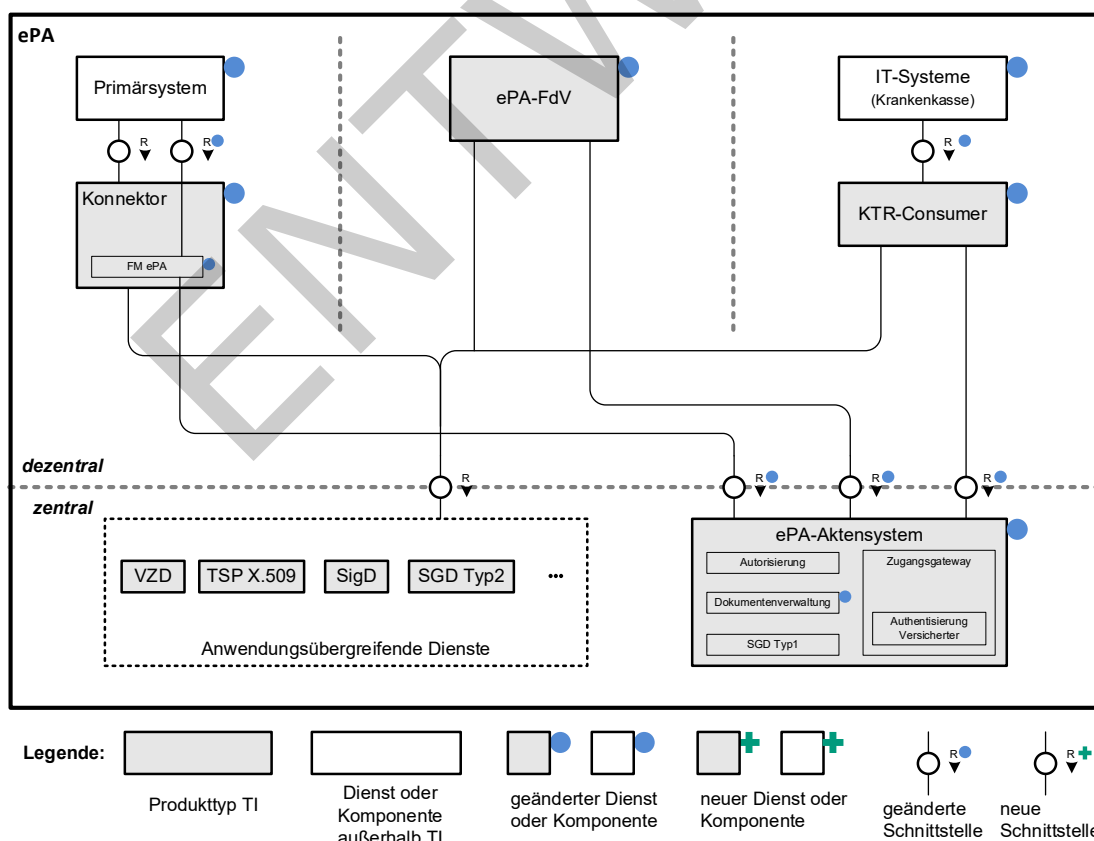 ePA
Primärsystem
ePA-FdV
IT-Systeme
(Krankenkasse)
R
R
R
Konnektor
KTR-Consumer
FM ePA
ENTW
dezentral
R
R
R
R
zentral
ePA-Aktensystem
VZD
TSP X.509
SigD
SGD Typ2
...
Autorisierung
Zugangsgateway
Dokumentenverwaltung
Authentisierung
Versicherter
SGD Typ1
Anwendungsübergreifende Dienste
Legende:
R
R
Produkttyp TI
Dienst oder
Komponente
außerhalb TI
geänderter Dienst
oder Komponente
neuer Dienst oder
Komponente
geänderte
Schnittstelle
neue
Schnittstelle